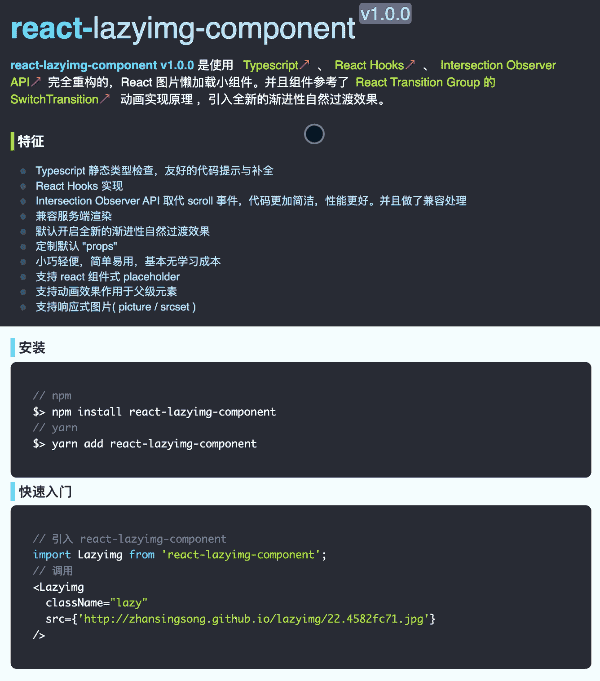 react-lazyimg-component v1.0.0
react-lazyimg-component v1.0.0 是使用 Typescript↗ 、 React Hooks↗ 、 Intersection Observer
API↗ 完全重构的，React 图片懒加载小组件。并且组件参考了 React Transition Group 的
SwitchTransition↗ 动画实现原理 ，引入全新的渐进性自然过渡效果。
特征
Typescript 静态类型检查，友好的代码提示与补全
React Hooks 实现
Intersection Observer API 取代 scroll 事件，代码更加简洁，性能更好。并且做了兼容处理
兼容服务端渲染
默认开启全新的渐进性自然过渡效果
定制默认 "props"
小巧轻便，简单易用，基本无学习成本
支持 react 组件式 placeholder
支持动画效果作用于父级元素
支持响应式图片( picture / srcset )
安装
// npm
$> npm install react-lazyimg-component
// yarn
$> yarn add react-lazyimg-component
快速入门
// 引入 react-lazyimg-component
import Lazyimg from 'react-lazyimg-component';
// 调用
<Lazyimg
className="lazy"
src={'http://zhansingsong.github.io/lazyimg/22.4582fc71.jpg'}
/>